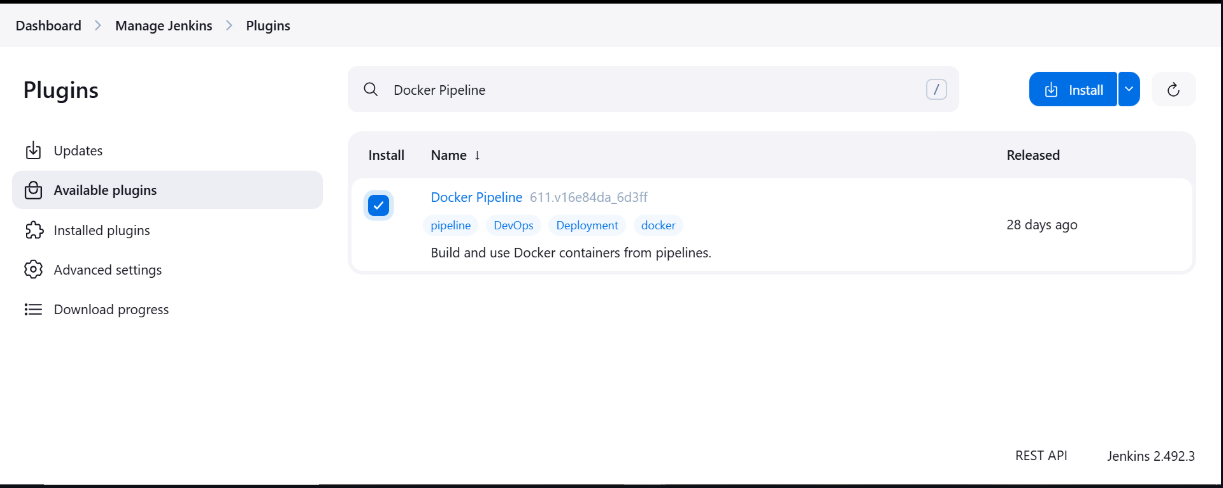 Dashboard > Manage Jenkins > Plugins
Plugins
Docker Pipeline /
Install
Updates
Available plugins
Installed plugins
Advanced settings
Download progress
Install Name ↓ Released
Docker Pipeline 611.v16e84da_6d3ff
pipeline DevOps Deployment docker
28 days ago
Build and use Docker containers from pipelines.
REST API Jenkins 2.492.3